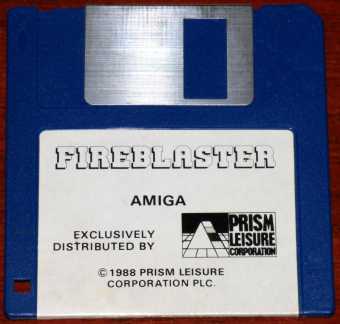 FIREBLASTER
AMIGA
EXCLUSIVELY
DISTRIBUTED BY
PRISM
LEISURE
CORPORATION
© 1988 PRISM LEISURE
CORPORATION PLC.